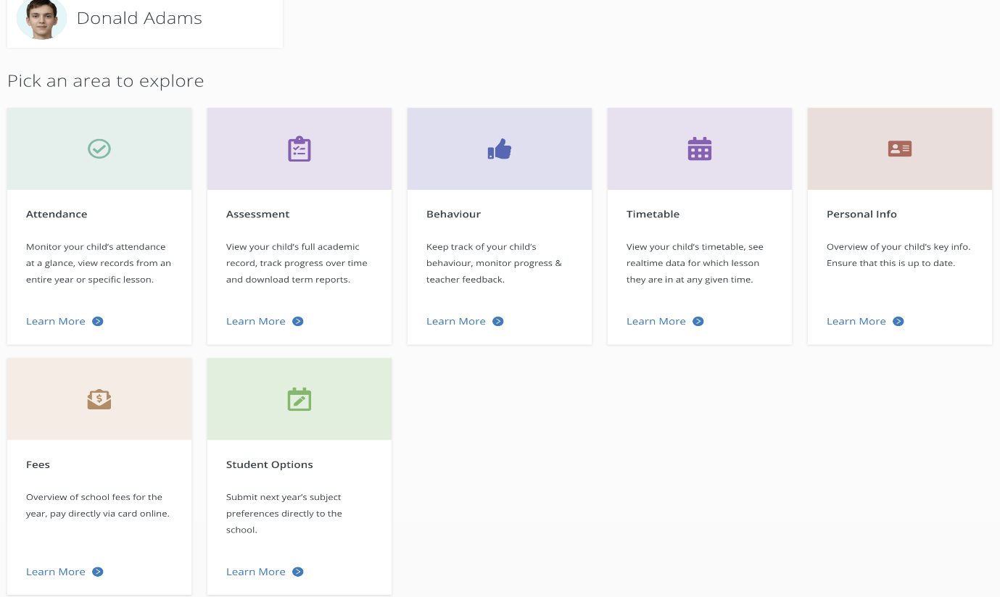 Donald Adams
Pick an area to explore
Attendance
Monitor your child's attendance
at a glance, view records from an
entire year or specific lesson.
Learn More
Assessment
View your child's full academic
record, track progress over time
and download term reports.
Learn More
Behaviour
Keep track of your child's
behaviour, monitor progress &
teacher feedback.
Learn More
Timetable
View your child's timetable, see
realtime data for which lesson
they are in at any given time.
Learn More
Personal Info
Overview of your child's key info.
Ensure that this is up to date.
Learn More
Fees
Overview of school fees for the
year, pay directly via card online.
Learn More
Student Options
Submit next year's subject
preferences directly to the
school.
Learn More